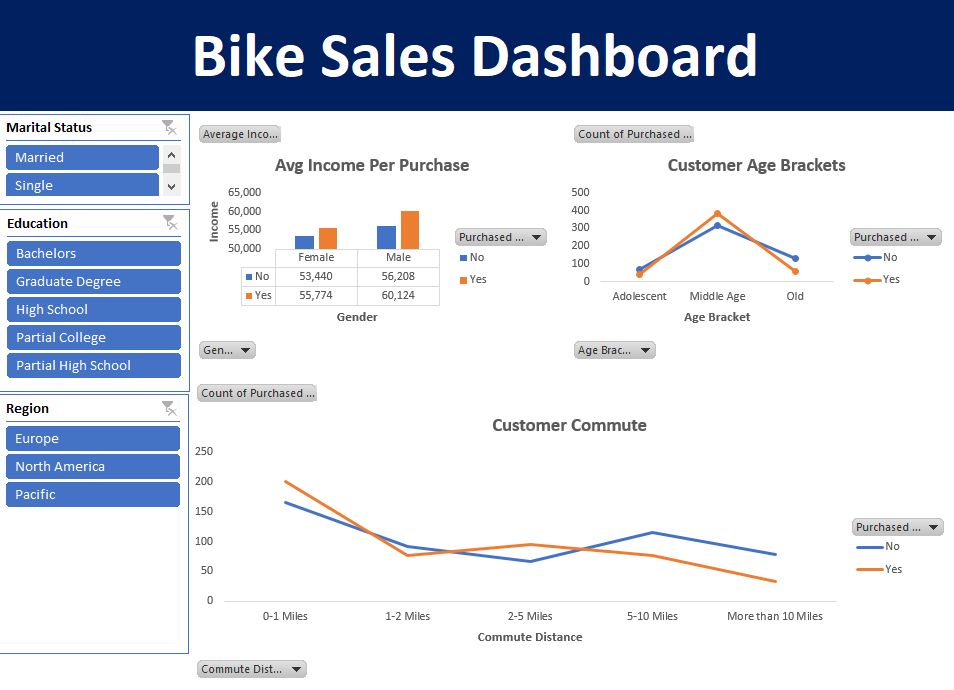 Bike Sales Dashboard
Marital Status
Married
Single
Education
Bachelors
Graduate Degree
High School
Partial College
Partial High School
Region
Europe
North America
Pacific
Average Inco...
Avg Income Per Purchase
65,000
60,000
55,000
50,000
Income
Female Male
No 53,440 56,208
Yes 55,774 60,124
Gender
Purchased ...
No
Yes
Gen...
Count of Purchased ...
Customer Age Brackets
500
400
300
200
100
0
Adolescent Middle Age Old
Age Bracket
Purchased ...
No
Yes
Age Brac...
Count of Purchased ...
Customer Commute
250
200
150
100
50
0
0-1 Miles 1-2 Miles 2-5 Miles 5-10 Miles More than 10 Miles
Commute Distance
Purchased ...
No
Yes
Commute Dist...